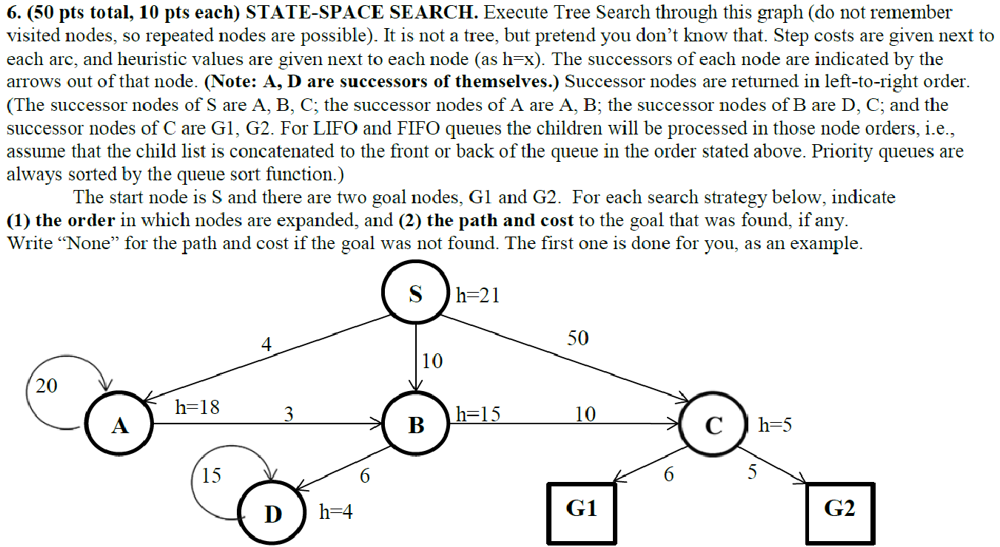 6. (50 pts total, 10 pts each) STATE-SPACE SEARCH. Execute Tree Search through this graph (do not remember
visited nodes, so repeated nodes are possible). It is not a tree, but pretend you don’t know that. Step costs are given next to
each arc, and heuristic values are given next to each node (as h=x). The successors of each node are indicated by the
arrows out of that node. (Note: A, D are successors of themselves.) Successor nodes are returned in left-to-right order.
(The successor nodes of S are A, B, C; the successor nodes of A are A, B; the successor nodes of B are D, C; and the
successor nodes of C are G1, G2. For LIFO and FIFO queues the children will be processed in those node orders, i.e.,
assume that the child list is concatenated to the front or back of the queue in the order stated above. Priority queues are
always sorted by the queue sort function.)
The start node is S and there are two goal nodes, G1 and G2. For each search strategy below, indicate
(1) the order in which nodes are expanded, and (2) the path and cost to the goal that was found, if any.
Write “None” for the path and cost if the goal was not found. The first one is done for you, as an example.
S h=21
4 50
10
20
h=18 3 h=15 10
A B C h=5
15 6 6 5
D h=4 G1 G2